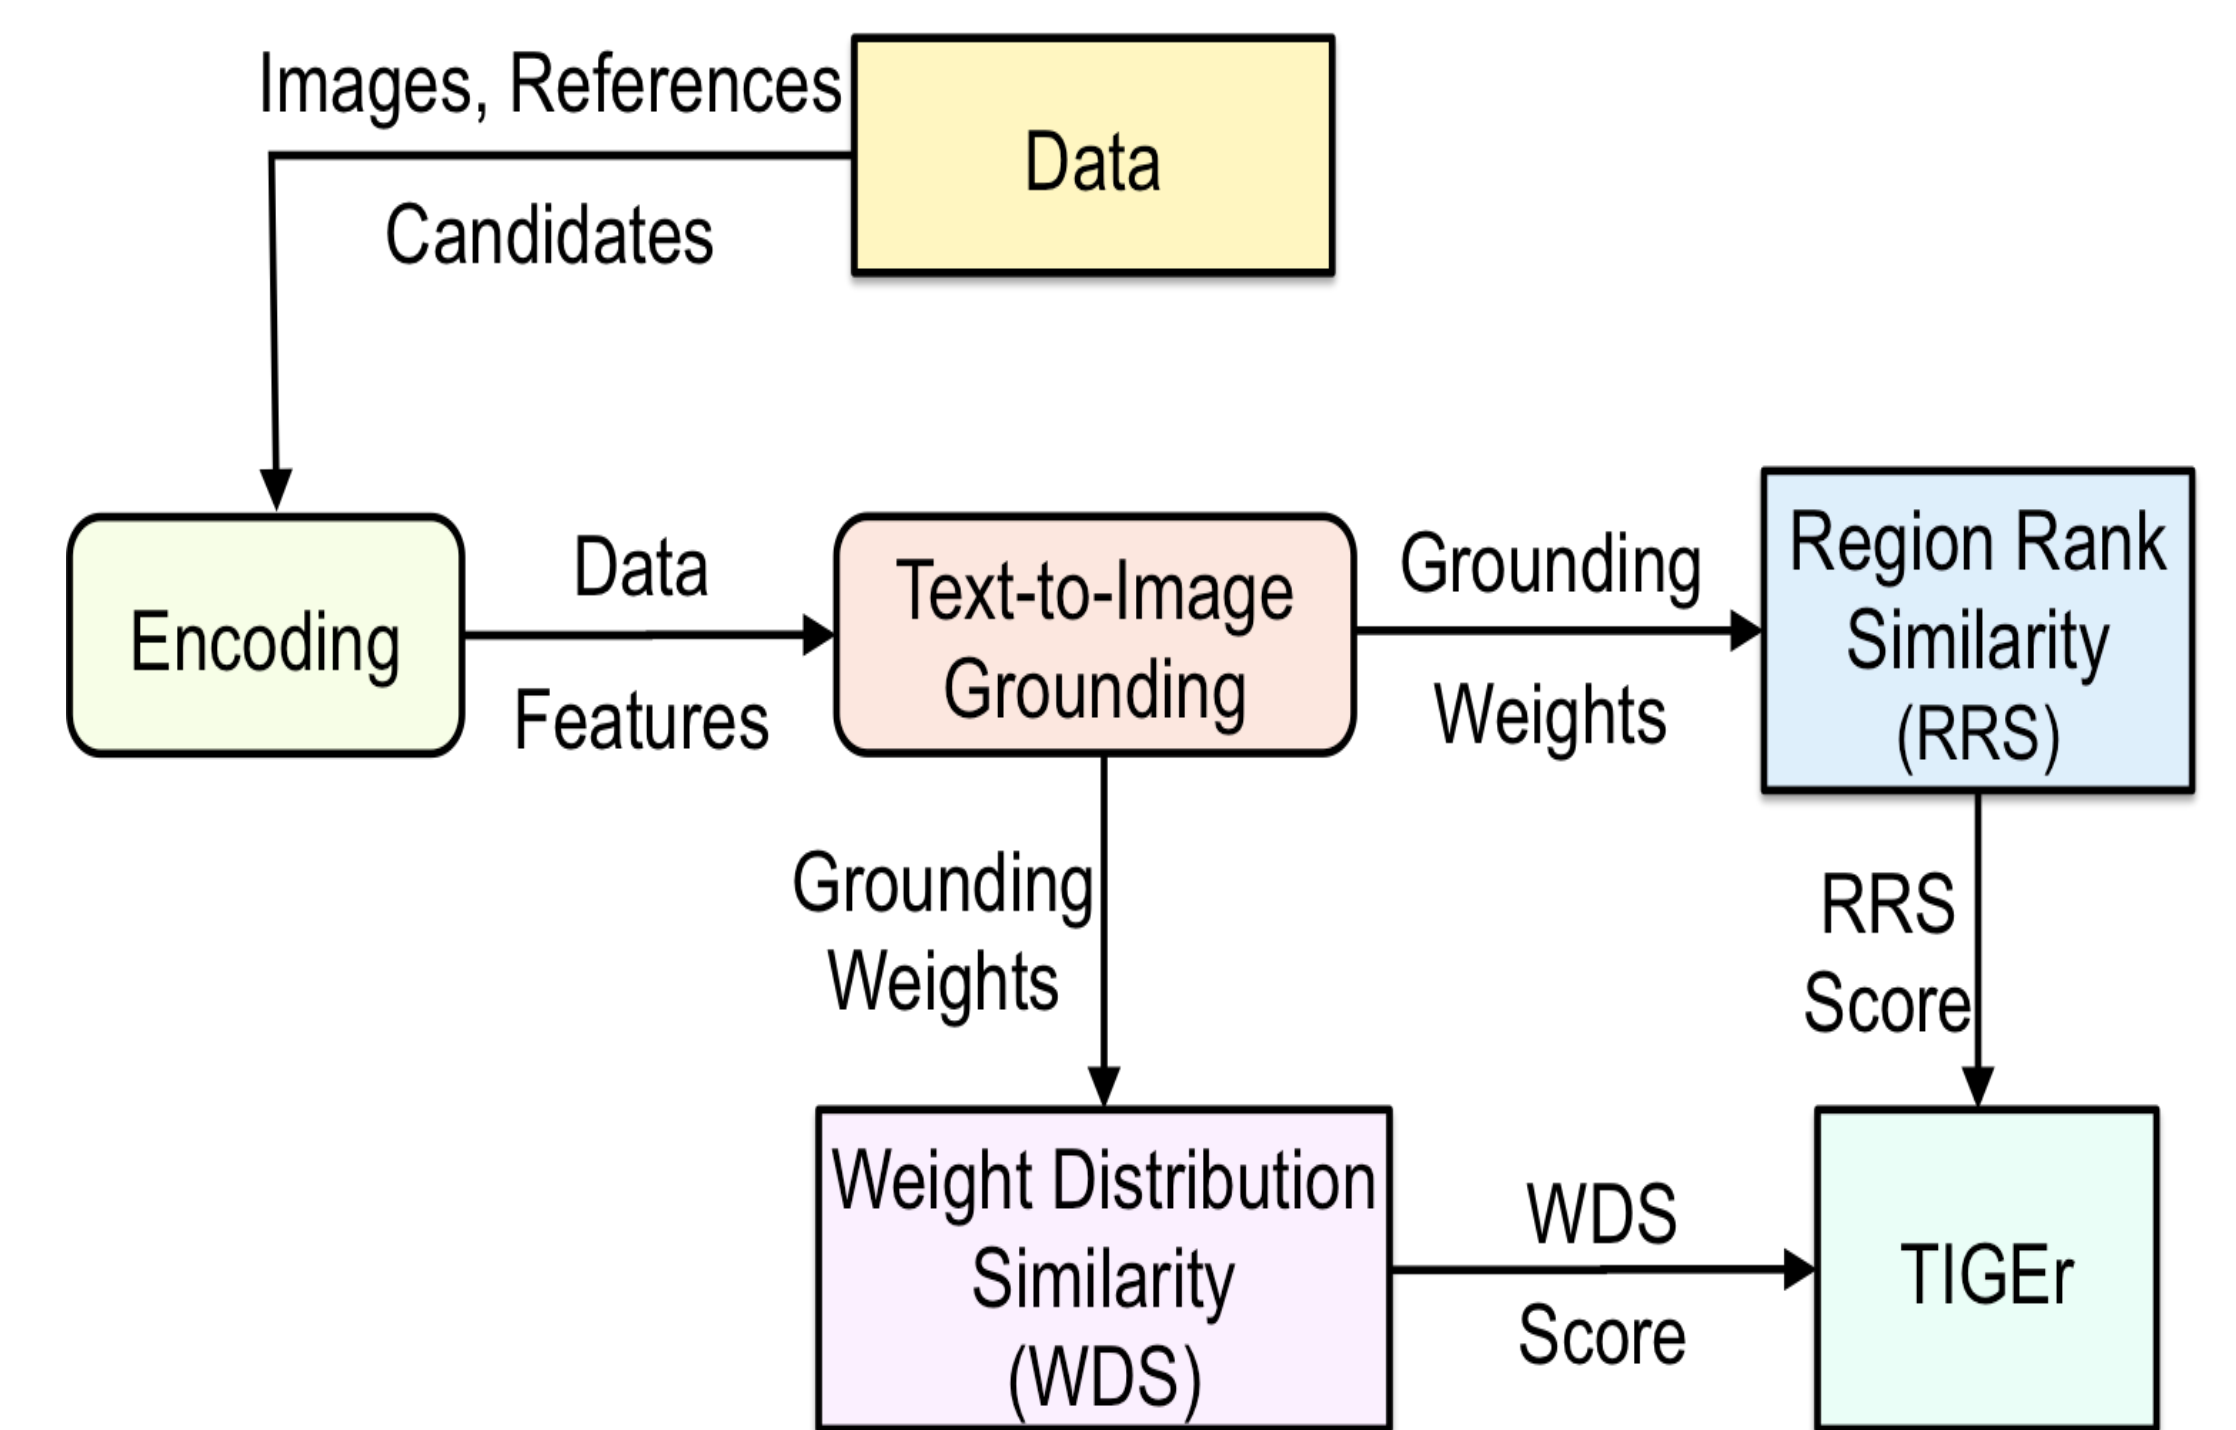 Images, References
Candidates
Data
Encoding
Data
Features
Text-to-Image
Grounding
Grounding
Weights
Region Rank
Similarity
(RRS)
Grounding
Weights
RRS
Score
Weight Distribution
Similarity
(WDS)
WDS
Score
TIGEr